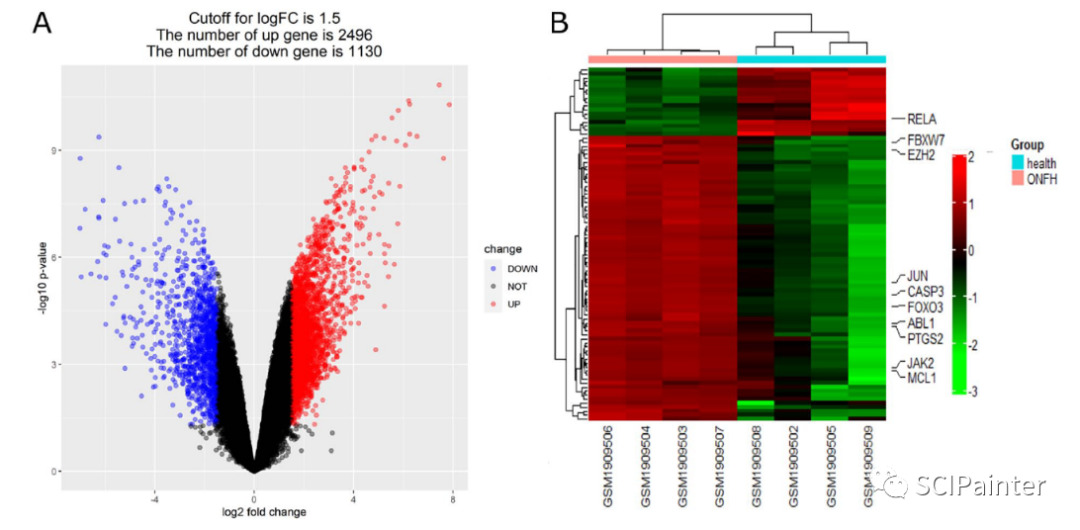 A
Cutoff for logFC is 1.5
The number of up gene is 2496
The number of down gene is 1130
-log10 p-value
9
6
3
0
-4
0
4
8
log2 fold change
change
DOWN
NOT
UP
B
RELA
FBXW7
EZH2
JUN
CASP3
FOXO3
ABL1
PTGS2
JAK2
MCL1
2
1
0
-1
-2
-3
Group
health
ONFH
GSM1909506
GSM1909504
GSM1909503
GSM1909507
GSM1909508
GSM1909502
GSM1909505
GSM1909509
SCIPainter